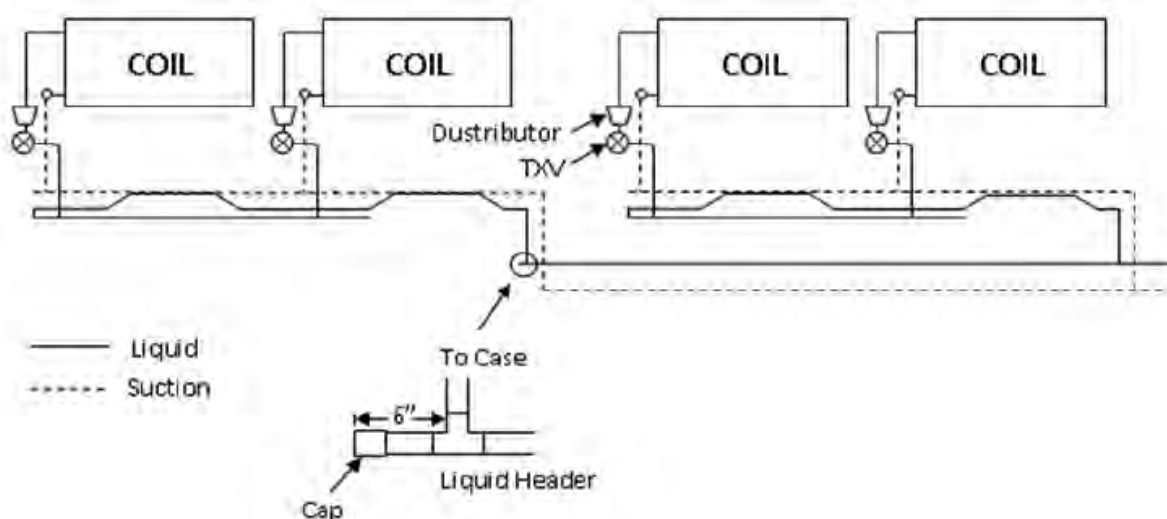 COIL
COIL
COIL
COIL
Dustributor
TXV
Liquid
Suction
To Case
6”
Liquid Header
Cap